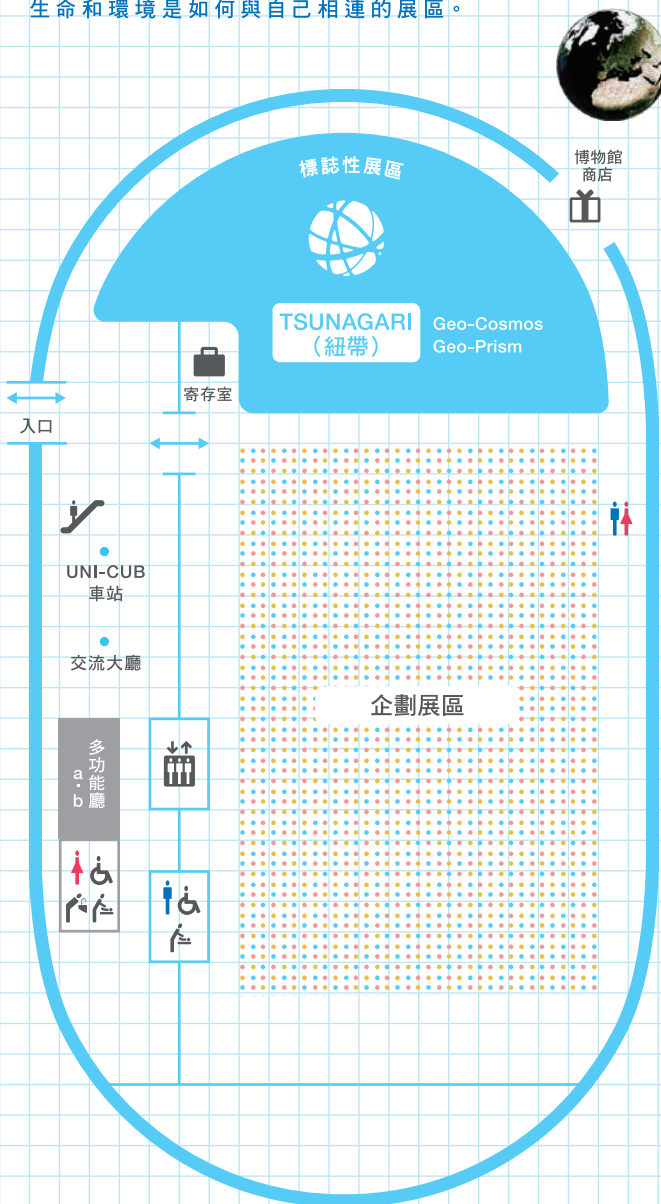 生命和環境是如何與自己相連的展區。
博物館
商店
標誌性展區
TSUNAGARI
（紐帶）
Geo-Cosmos
Geo-Prism
寄存室
入口
UNI-CUB
車站
交流大廳
企劃展區
多功能廳
a・b